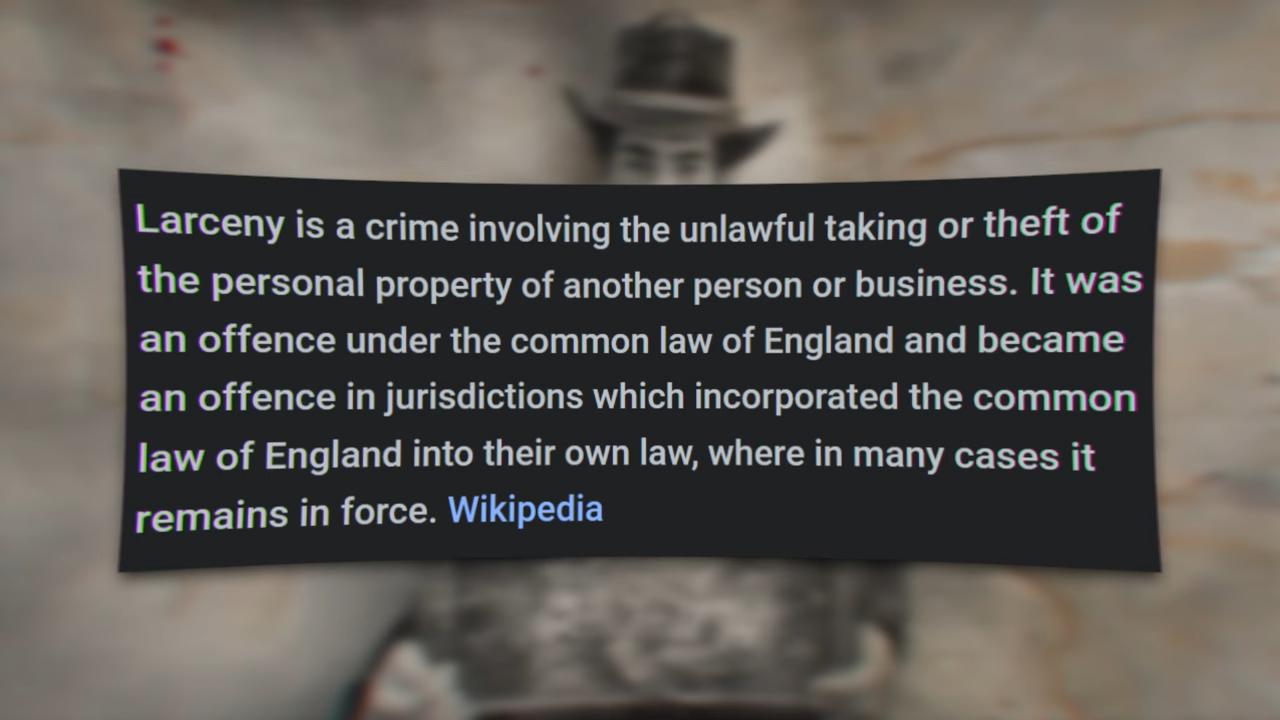 Larceny is a crime involving the unlawful taking or theft of
the personal property of another person or business. It was
an offence under the common law of England and became
an offence in jurisdictions which incorporated the common
law of England into their own law, where in many cases it
remains in force. Wikipedia